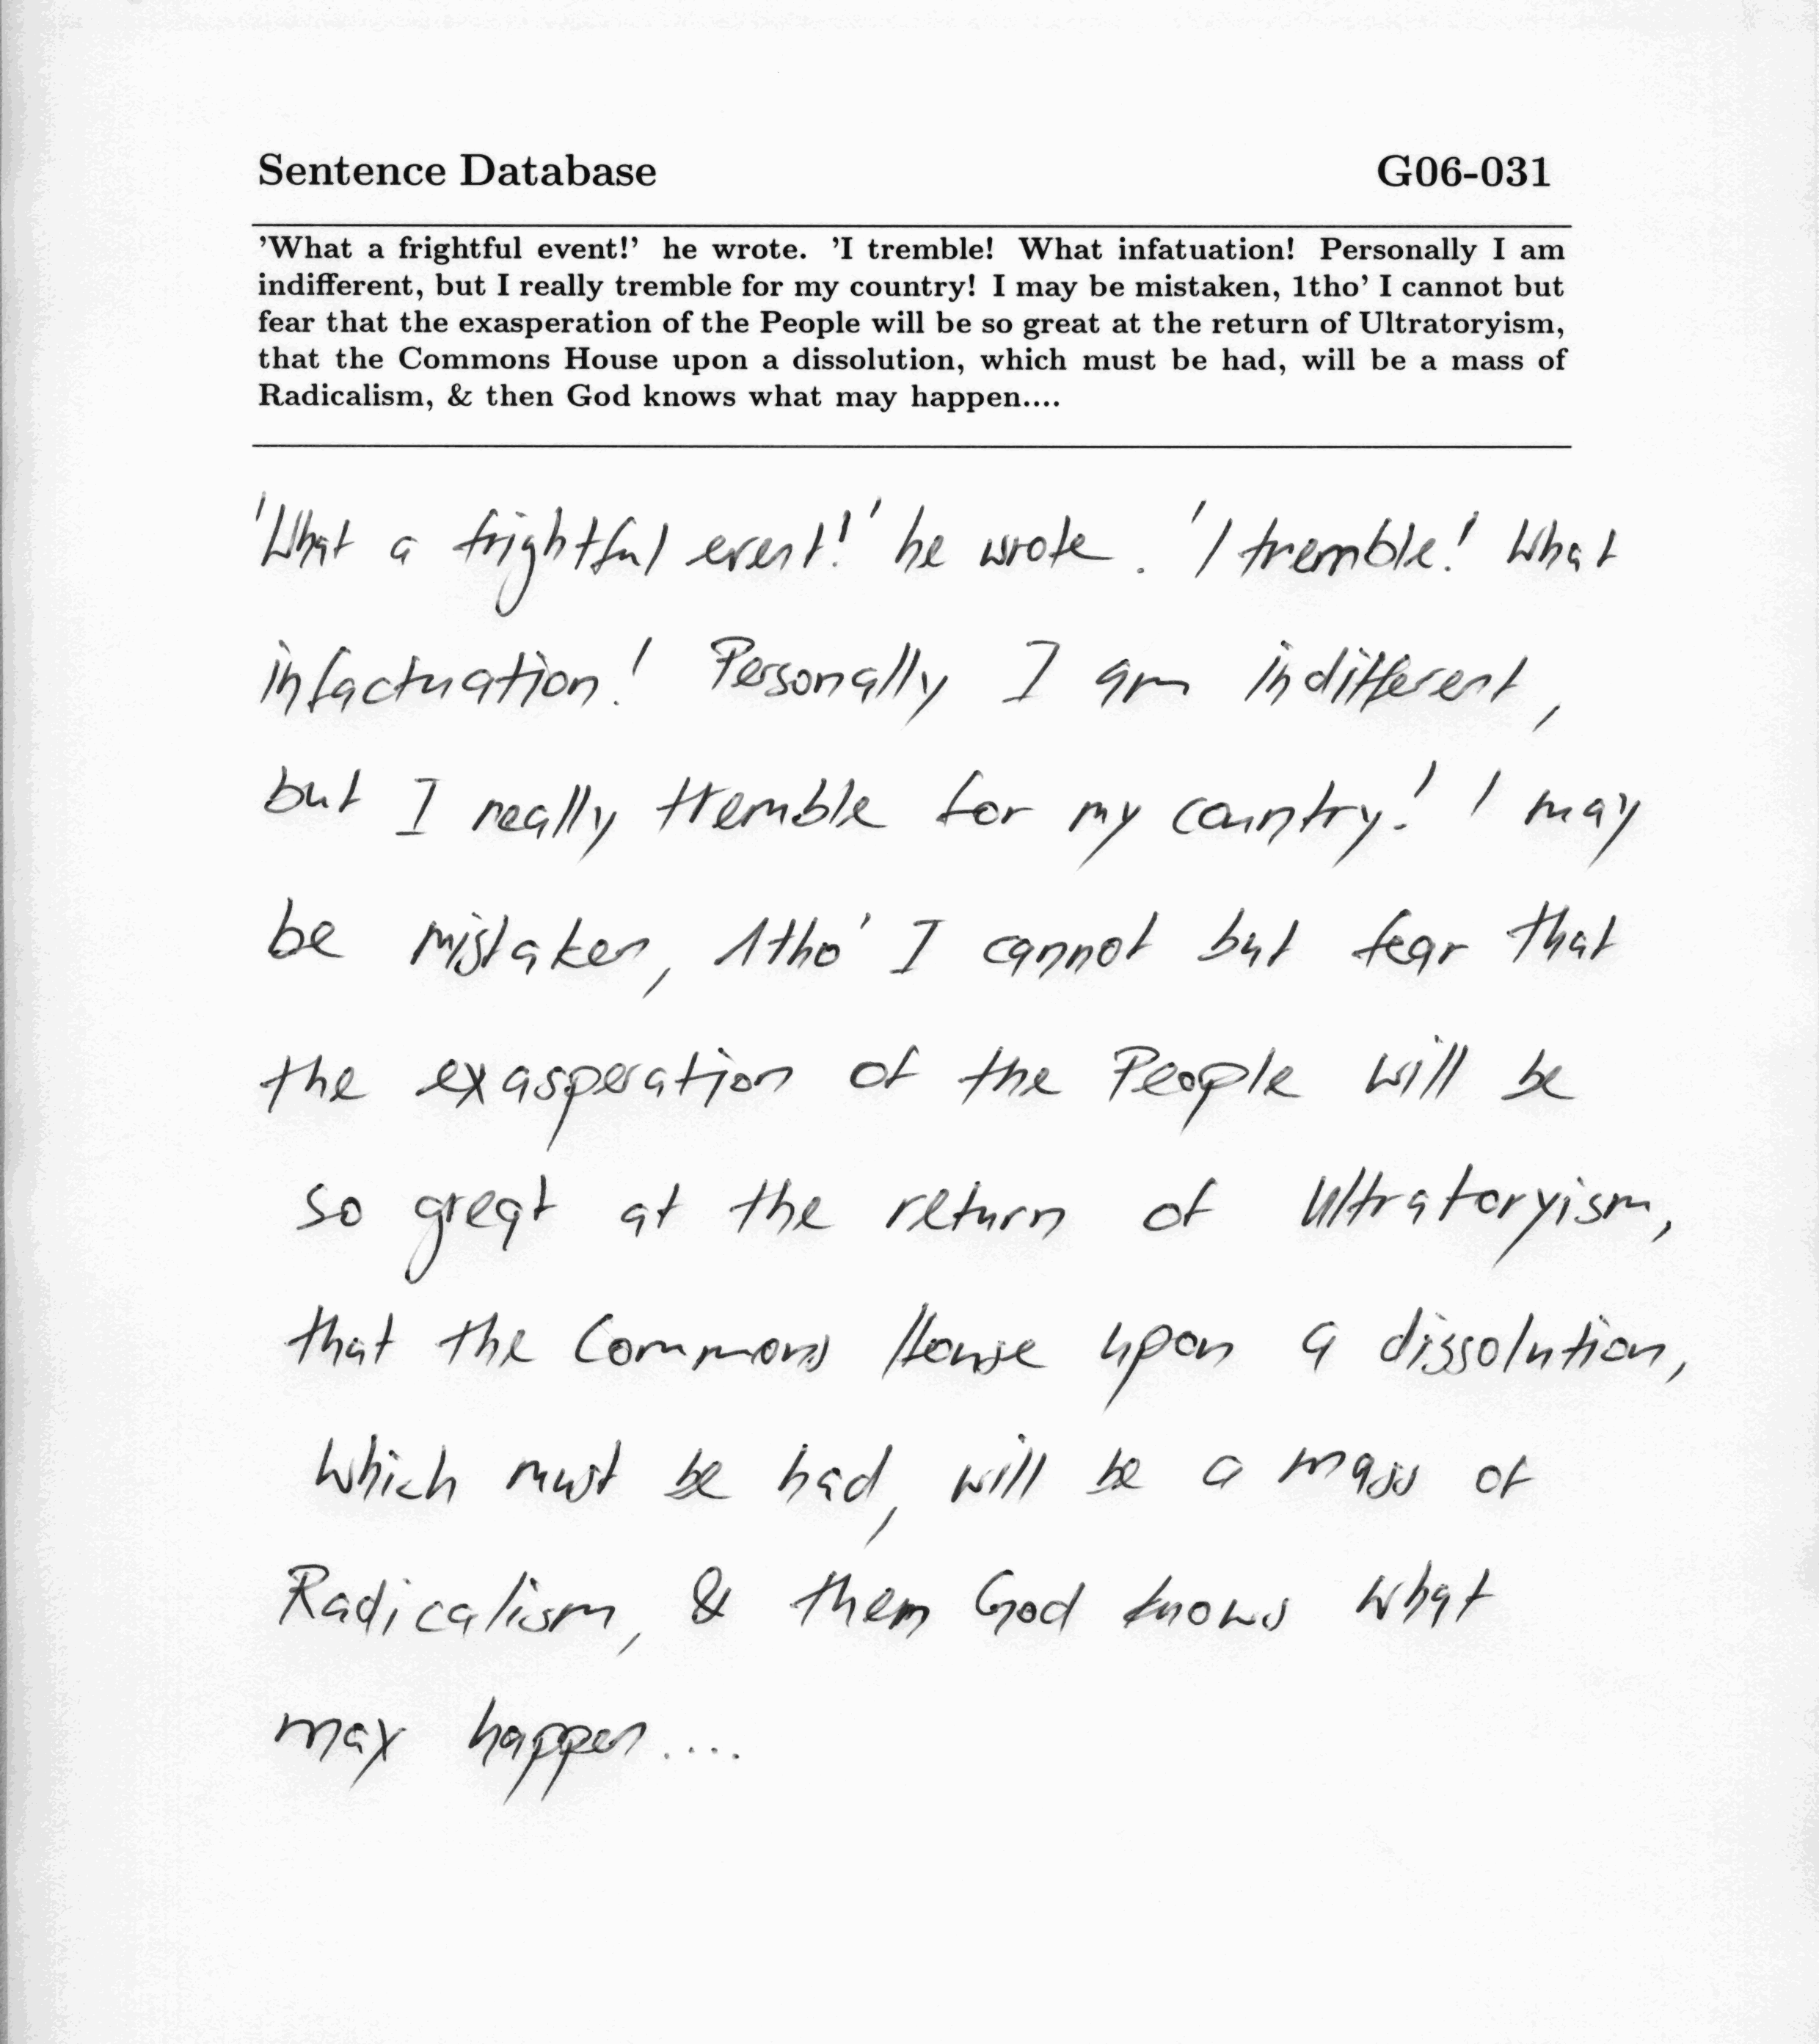 Sentence Database G06-031
'What a frightful event!' he wrote. 'I tremble! What infatuation! Personally I am
indifferent, but I really tremble for my country! I may be mistaken, 1tho' I cannot but
fear that the exasperation of the People will be so great at the return of Ultratoryism,
that the Commons House upon a dissolution, which must be had, will be a mass of
Radicalism, & then God knows what may happen....
'What a frightful event!' he wrote. 'I tremble! What
infactuation! Personally I am indifferent,
but I really tremble for my country! I may
be mistaken, 1tho' I cannot but fear that
the exasperation of the People will be
so great at the return of Ultratoryism,
that the Commons House upon a dissolution,
which must be had, will be a mass of
Radicalism, & them God knows what
may happen....